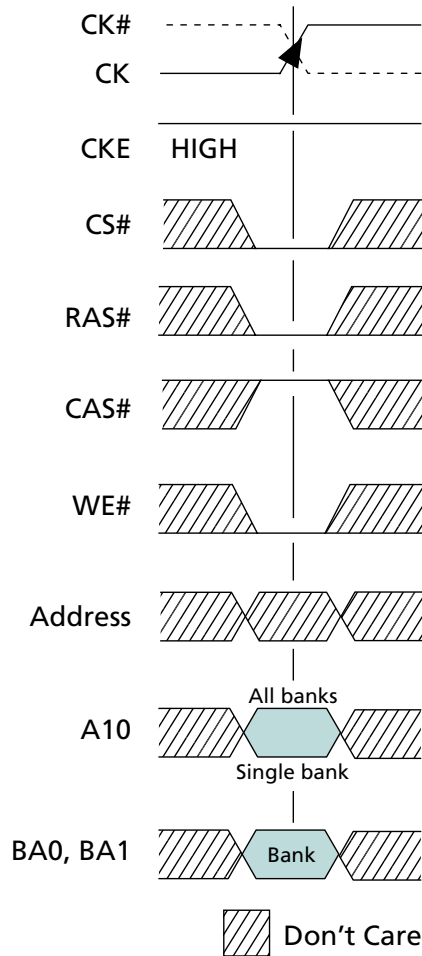 CK#
CK
CKE HIGH
CS#
RAS#
CAS#
WE#
Address
All banks
A10
Single bank
BA0, BA1 Bank
Don't Care